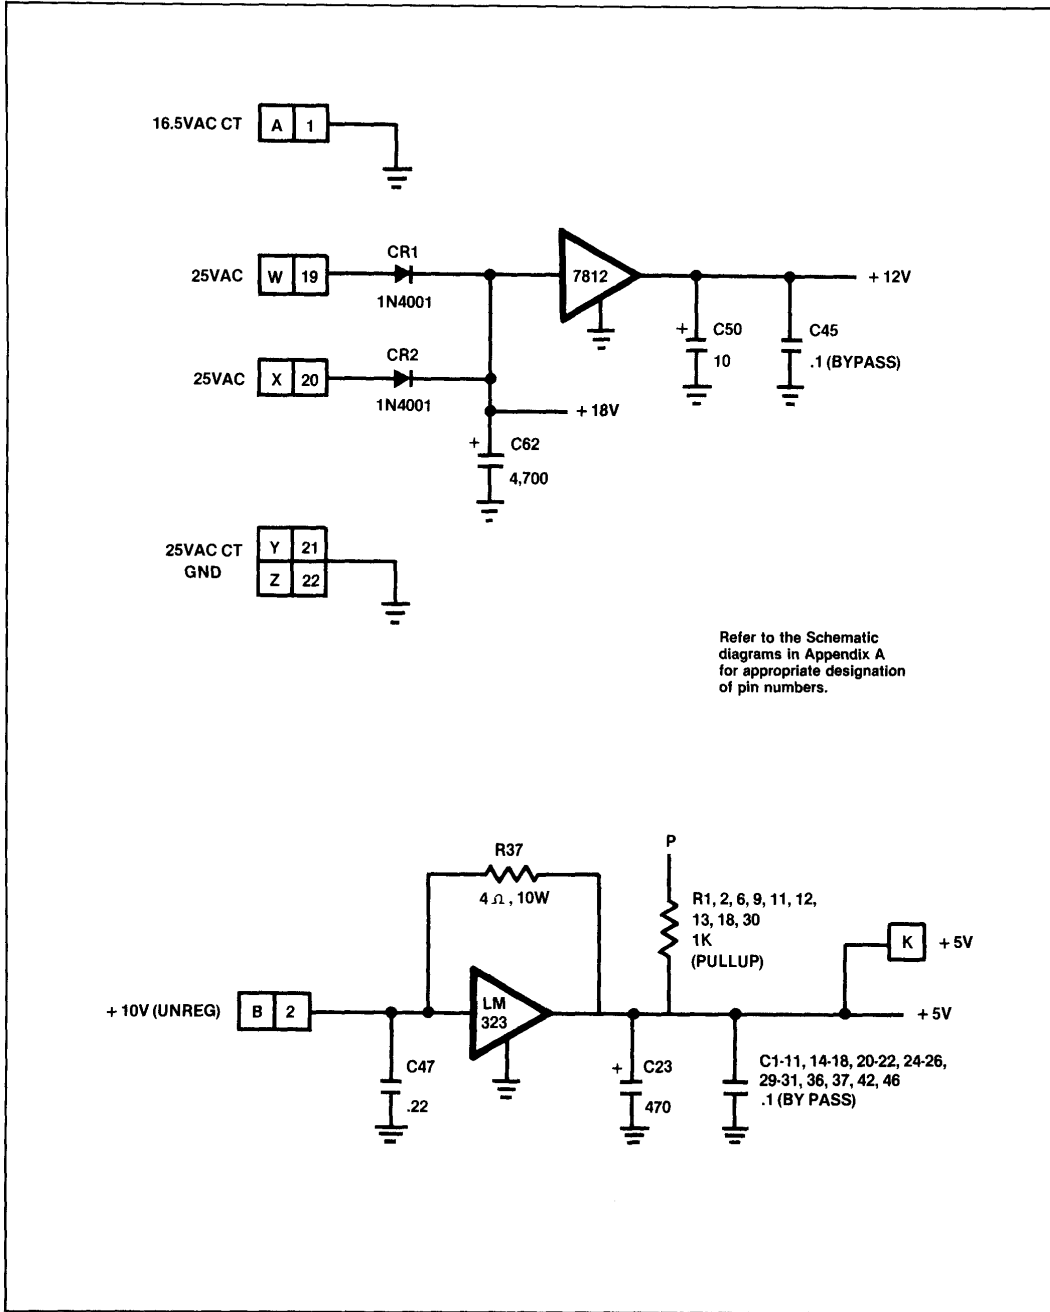 16.5VAC CT A 1
CR1
25VAC W 19
1N4001
7812
+ 12V
+ C50
10
C45
.1 (BYPASS)
CR2
25VAC X 20
1N4001
+ 18V
+ C62
4,700
25VAC CT Y 21
GND Z 22
Refer to the Schematic
diagrams in Appendix A
for appropriate designation
of pin numbers.
P
R37
4 Ω, 10W
R1, 2, 6, 9, 11, 12,
13, 18, 30
1K
(PULLUP)
K + 5V
+ 10V (UNREG) B 2
LM
323
+ 5V
C47
.22
+ C23
470
C1-11, 14-18, 20-22, 24-26,
29-31, 36, 37, 42, 46
.1 (BY PASS)